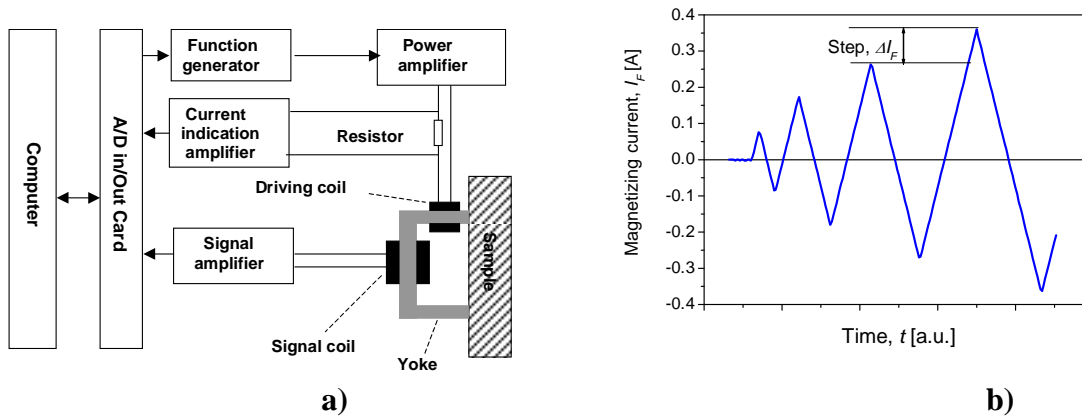 Computer
A/D in/Out Card
Function
generator
Power
amplifier
Current
indication
amplifier
Resistor
Driving coil
Signal
amplifier
Sample
Signal coil
Yoke
a)
0.4
0.3
0.2
0.1
0.0
-0.1
-0.2
-0.3
-0.4
Magnetizing current, I_F [A]
Step, ΔI_F
Time, t [a.u.]
b)